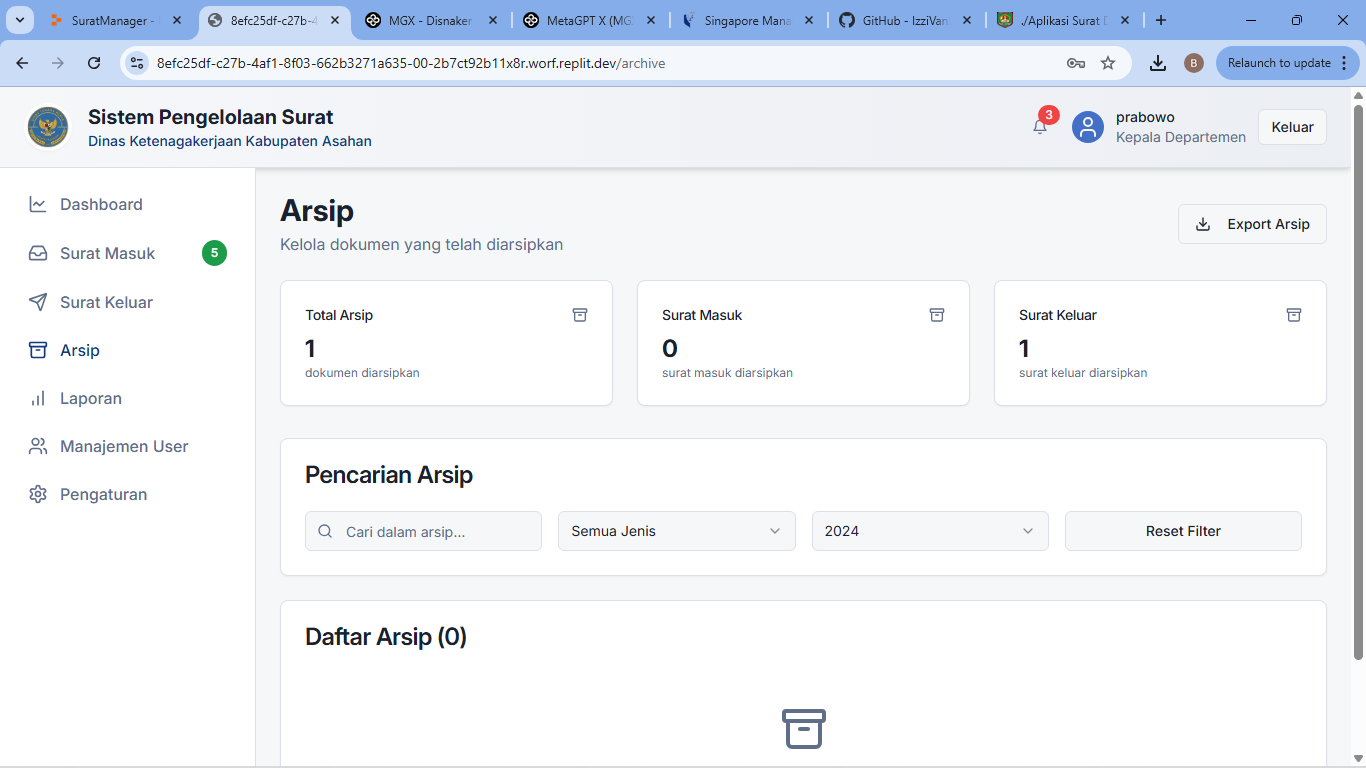 SuratManager -
8efc25df-c27b-4
MGX - Disnaker
MetaGPT X (MG
Singapore Mana
GitHub - IzziVan
./Aplikasi Surat D
8efc25df-c27b-4af1-8f03-662b3271a635-00-2b7ct92b11x8r.worf.replit.dev/archive
B
Relaunch to update
Sistem Pengelolaan Surat
Dinas Ketenagakerjaan Kabupaten Asahan
3
prabowo
Kepala Departemen
Keluar
Dashboard
Surat Masuk
5
Surat Keluar
Arsip
Laporan
Manajemen User
Pengaturan
Arsip
Kelola dokumen yang telah diarsipkan
Export Arsip
Total Arsip
1
dokumen diarsipkan
Surat Masuk
0
surat masuk diarsipkan
Surat Keluar
1
surat keluar diarsipkan
Pencarian Arsip
Cari dalam arsip...
Semua Jenis
2024
Reset Filter
Daftar Arsip (0)